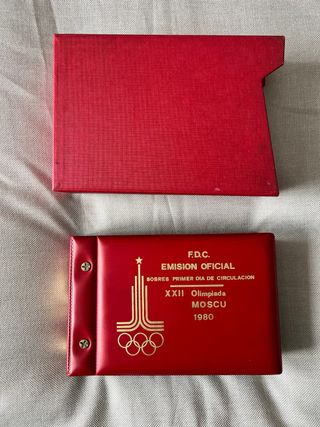 F.D.C.
EMISION OFICIAL
SOBRES PRIMER DIA DE CIRCULACION
XXII Olimpiada
MOSCU
1980